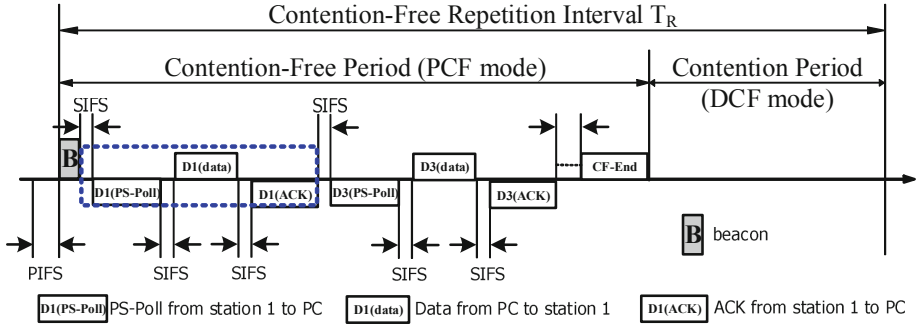 Contention-Free Repetition Interval TR
Contention-Free Period (PCF mode)
Contention Period
(DCF mode)
SIFS
SIFS
B
D1(data)
D3(data)
CF-End
D1(PS-Poll)
D1(ACK)
D3(PS-Poll)
D3(ACK)
B
beacon
PIFS
SIFS
SIFS
SIFS
SIFS
D1(PS-Poll) PS-Poll from station 1 to PC
D1(data) Data from PC to station 1
D1(ACK) ACK from station 1 to PC